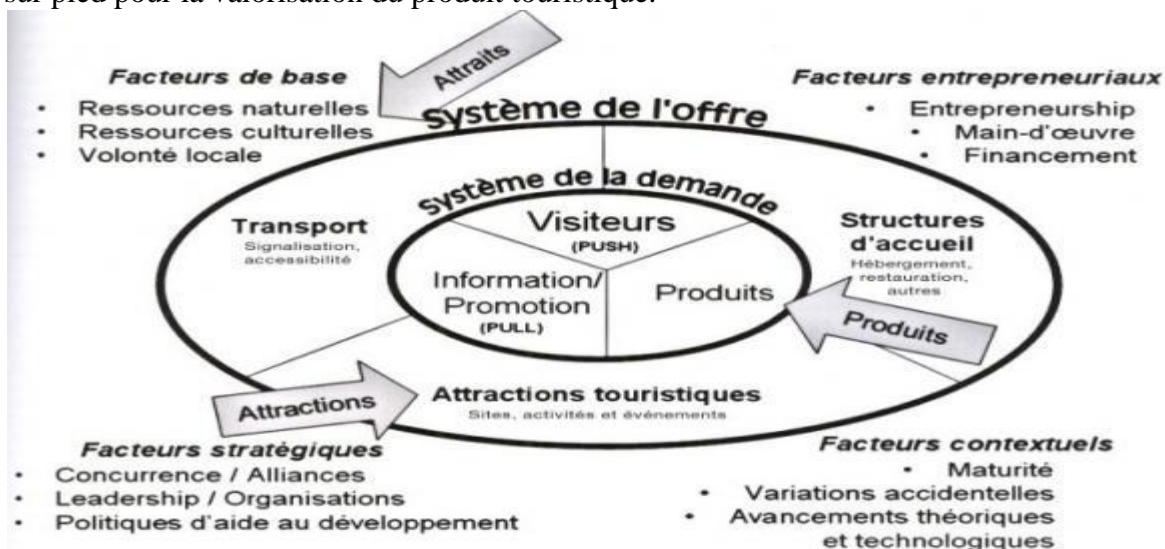 sur pied pour la valorisation du produit touristique.
Attraits
Facteurs de base
• Ressources naturelles
• Ressources culturelles
• Volonté locale
Facteurs entrepreneuriaux
• Entrepreneurship
• Main-d'œuvre
• Financement
Système de l'offre
Système de la demande
Transport
Signalisation,
accessibilité
Visiteurs
(PUSH)
Information/
Promotion
(PULL)
Produits
Structures
d'accueil
Hébergement,
restauration,
autres
Produits
Attractions
Attractions touristiques
Sites, activités et événements
Facteurs stratégiques
• Concurrence / Alliances
• Leadership / Organisations
• Politiques d'aide au développement
Facteurs contextuels
• Maturité
• Variations accidentelles
• Avancements théoriques
et technologiques